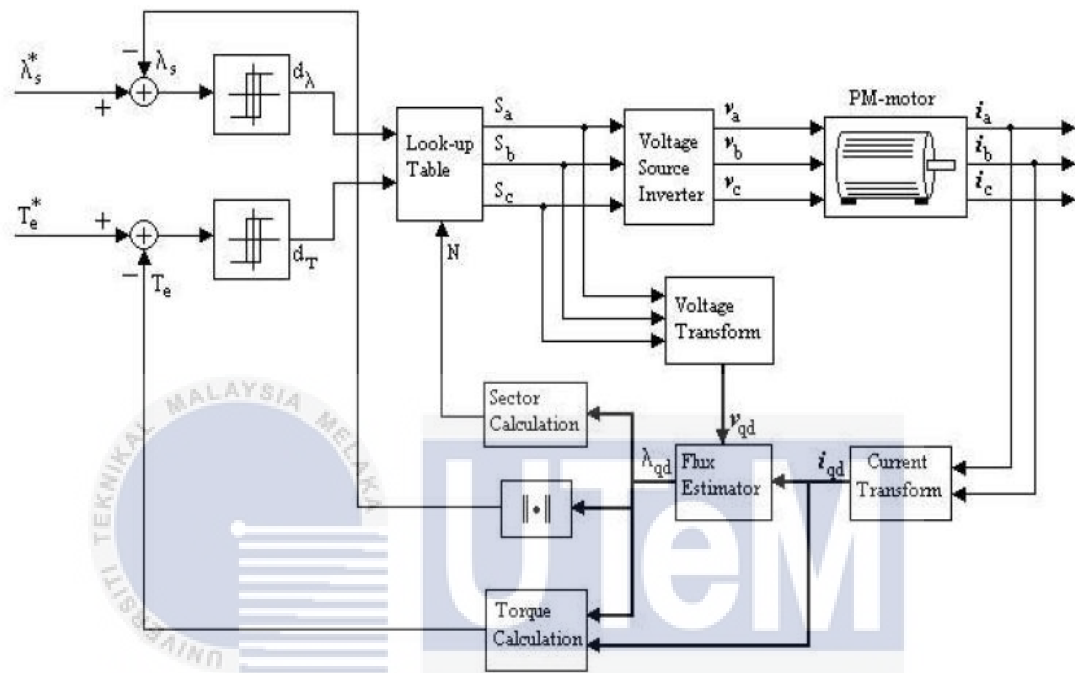 −
λs*
λs
+
dλ
Te*
+
−
Te
dT
Look-up
Table
N
Sa
Sb
Sc
Voltage
Source
Inverter
va
vb
vc
PM-motor
ia
ib
ic
Voltage
Transform
vqd
Sector
Calculation
λqd
Flux
Estimator
iqd
Current
Transform
‖•‖
Torque
Calculation
UNIVERSITI TEKNIKAL MALAYSIA MELAKA
UTeM